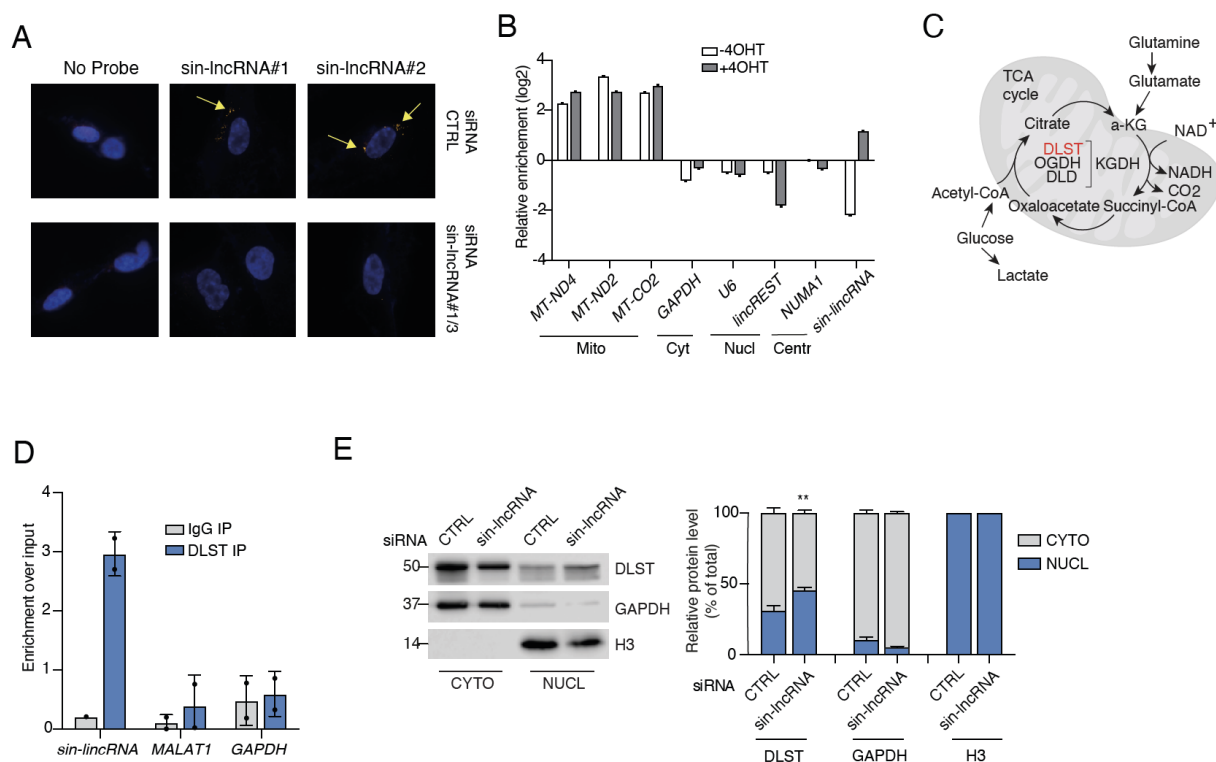 A
No Probe
sin-lncRNA#1
sin-lncRNA#2
siRNA
CTRL
siRNA
sin-lncRNA#1/3
B
-4OHT
+4OHT
Relative enrichement (log2)
4
2
0
-2
-4
MT-ND4
MT-ND2
MT-CO2
GAPDH
U6
lincREST
NUMA1
sin-lincRNA
Mito
Cyt
Nucl
Centr
C
Glutamine
Glutamate
TCA
cycle
Citrate
a-KG
NAD+
DLST
OGDH
DLD
KGDH
NADH
CO2
Acetyl-CoA
Oxaloacetate
Succinyl-CoA
Glucose
Lactate
D
Enrichment over input
4
3
2
1
0
IgG IP
DLST IP
sin-lincRNA
MALAT1
GAPDH
E
siRNA
CTRL
sin-lncRNA
CTRL
sin-lncRNA
50
DLST
37
GAPDH
14
H3
CYTO
NUCL
Relative protein level
(% of total)
100
50
0
**
CYTO
NUCL
siRNA
CTRL
sin-lncRNA
CTRL
sin-lncRNA
CTRL
sin-lncRNA
DLST
GAPDH
H3